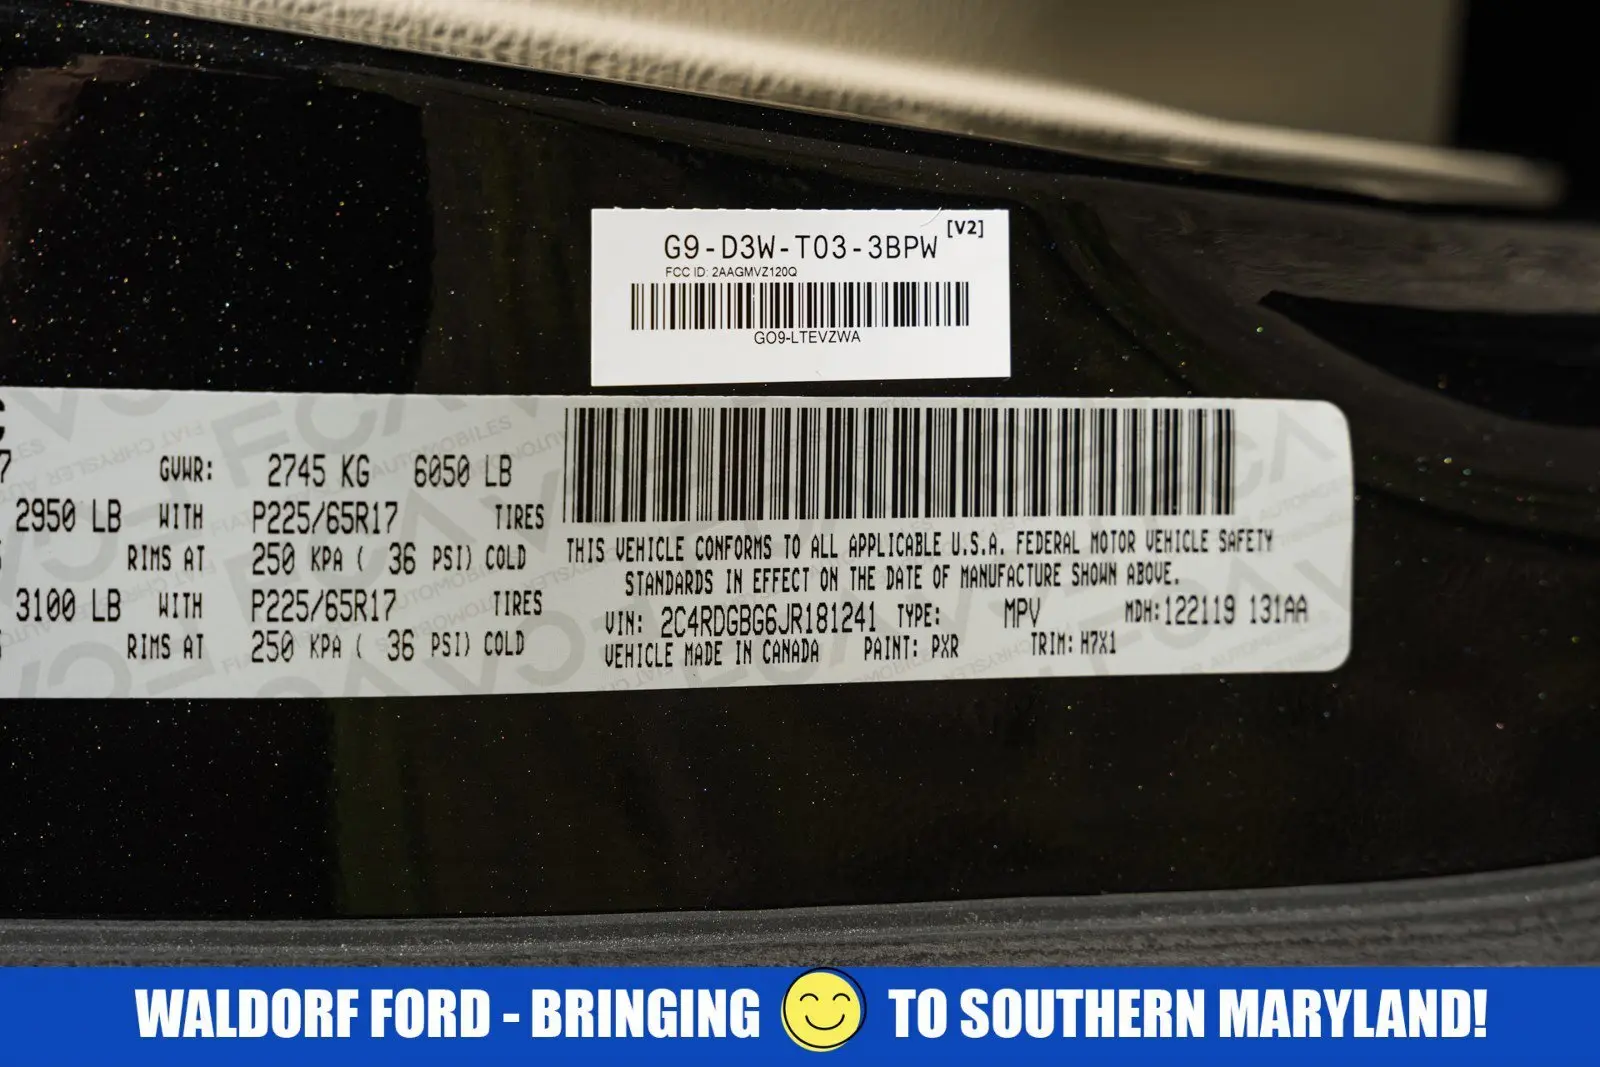 G9-D3W-T03-3BPW [V2]
FCC ID: 2AAGMVZ120Q
GO9-LTEVZWA
GVWR: 2745 KG 6050 LB
2950 LB WITH P225/65R17 TIRES
RIMS AT 250 KPA ( 36 PSI) COLD
3100 LB WITH P225/65R17 TIRES
RIMS AT 250 KPA ( 36 PSI) COLD
THIS VEHICLE CONFORMS TO ALL APPLICABLE U.S.A. FEDERAL MOTOR VEHICLE SAFETY
STANDARDS IN EFFECT ON THE DATE OF MANUFACTURE SHOWN ABOVE.
VIN: 2C4RDGBG6JR181241 TYPE: MPV MDH:122119 131AA
VEHICLE MADE IN CANADA PAINT: PXR TRIM: H7X1
WALDORF FORD - BRINGING TO SOUTHERN MARYLAND!